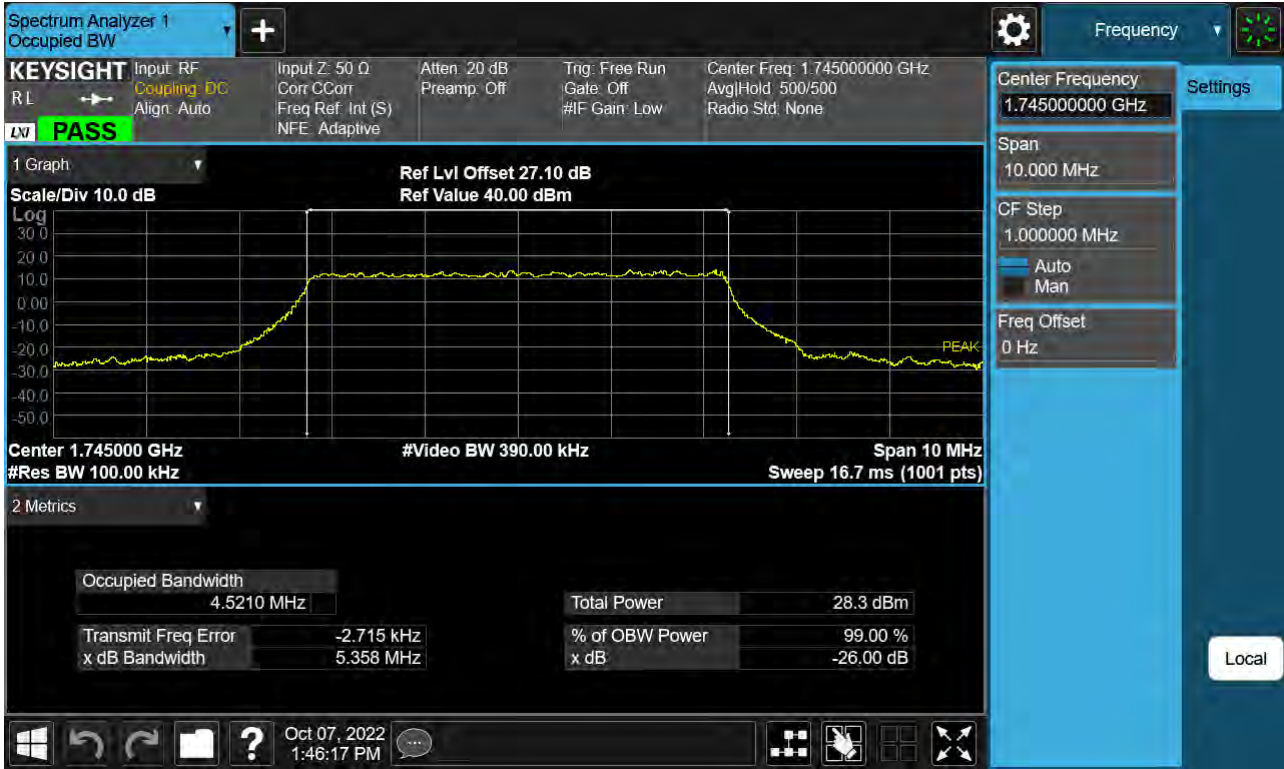 Spectrum Analyzer 1
Occupied BW
+
Frequency
KEYSIGHT
Input: RF
Coupling: DC
Align: Auto
Input Z: 50 Ω
Corr CCorr
Freq Ref: Int (S)
NFE: Adaptive
Atten: 20 dB
Preamp: Off
Trig: Free Run
Gate: Off
#IF Gain: Low
Center Freq: 1.745000000 GHz
Avg|Hold: 500/500
Radio Std: None
R L
LXI
PASS
Center Frequency
1.745000000 GHz
Settings
Span
10.000 MHz
CF Step
1.000000 MHz
Auto
Man
Freq Offset
0 Hz
1 Graph
Ref Lvl Offset 27.10 dB
Scale/Div 10.0 dB
Ref Value 40.00 dBm
Log
30.0
20.0
10.0
0.00
-10.0
-20.0
-30.0
-40.0
-50.0
PEAK
Center 1.745000 GHz
#Video BW 390.00 kHz
Span 10 MHz
#Res BW 100.00 kHz
Sweep 16.7 ms (1001 pts)
2 Metrics
Occupied Bandwidth
4.5210 MHz
Total Power 28.3 dBm
Transmit Freq Error -2.715 kHz
% of OBW Power 99.00 %
x dB Bandwidth 5.358 MHz
x dB -26.00 dB
Local
?
Oct 07, 2022
1:46:17 PM